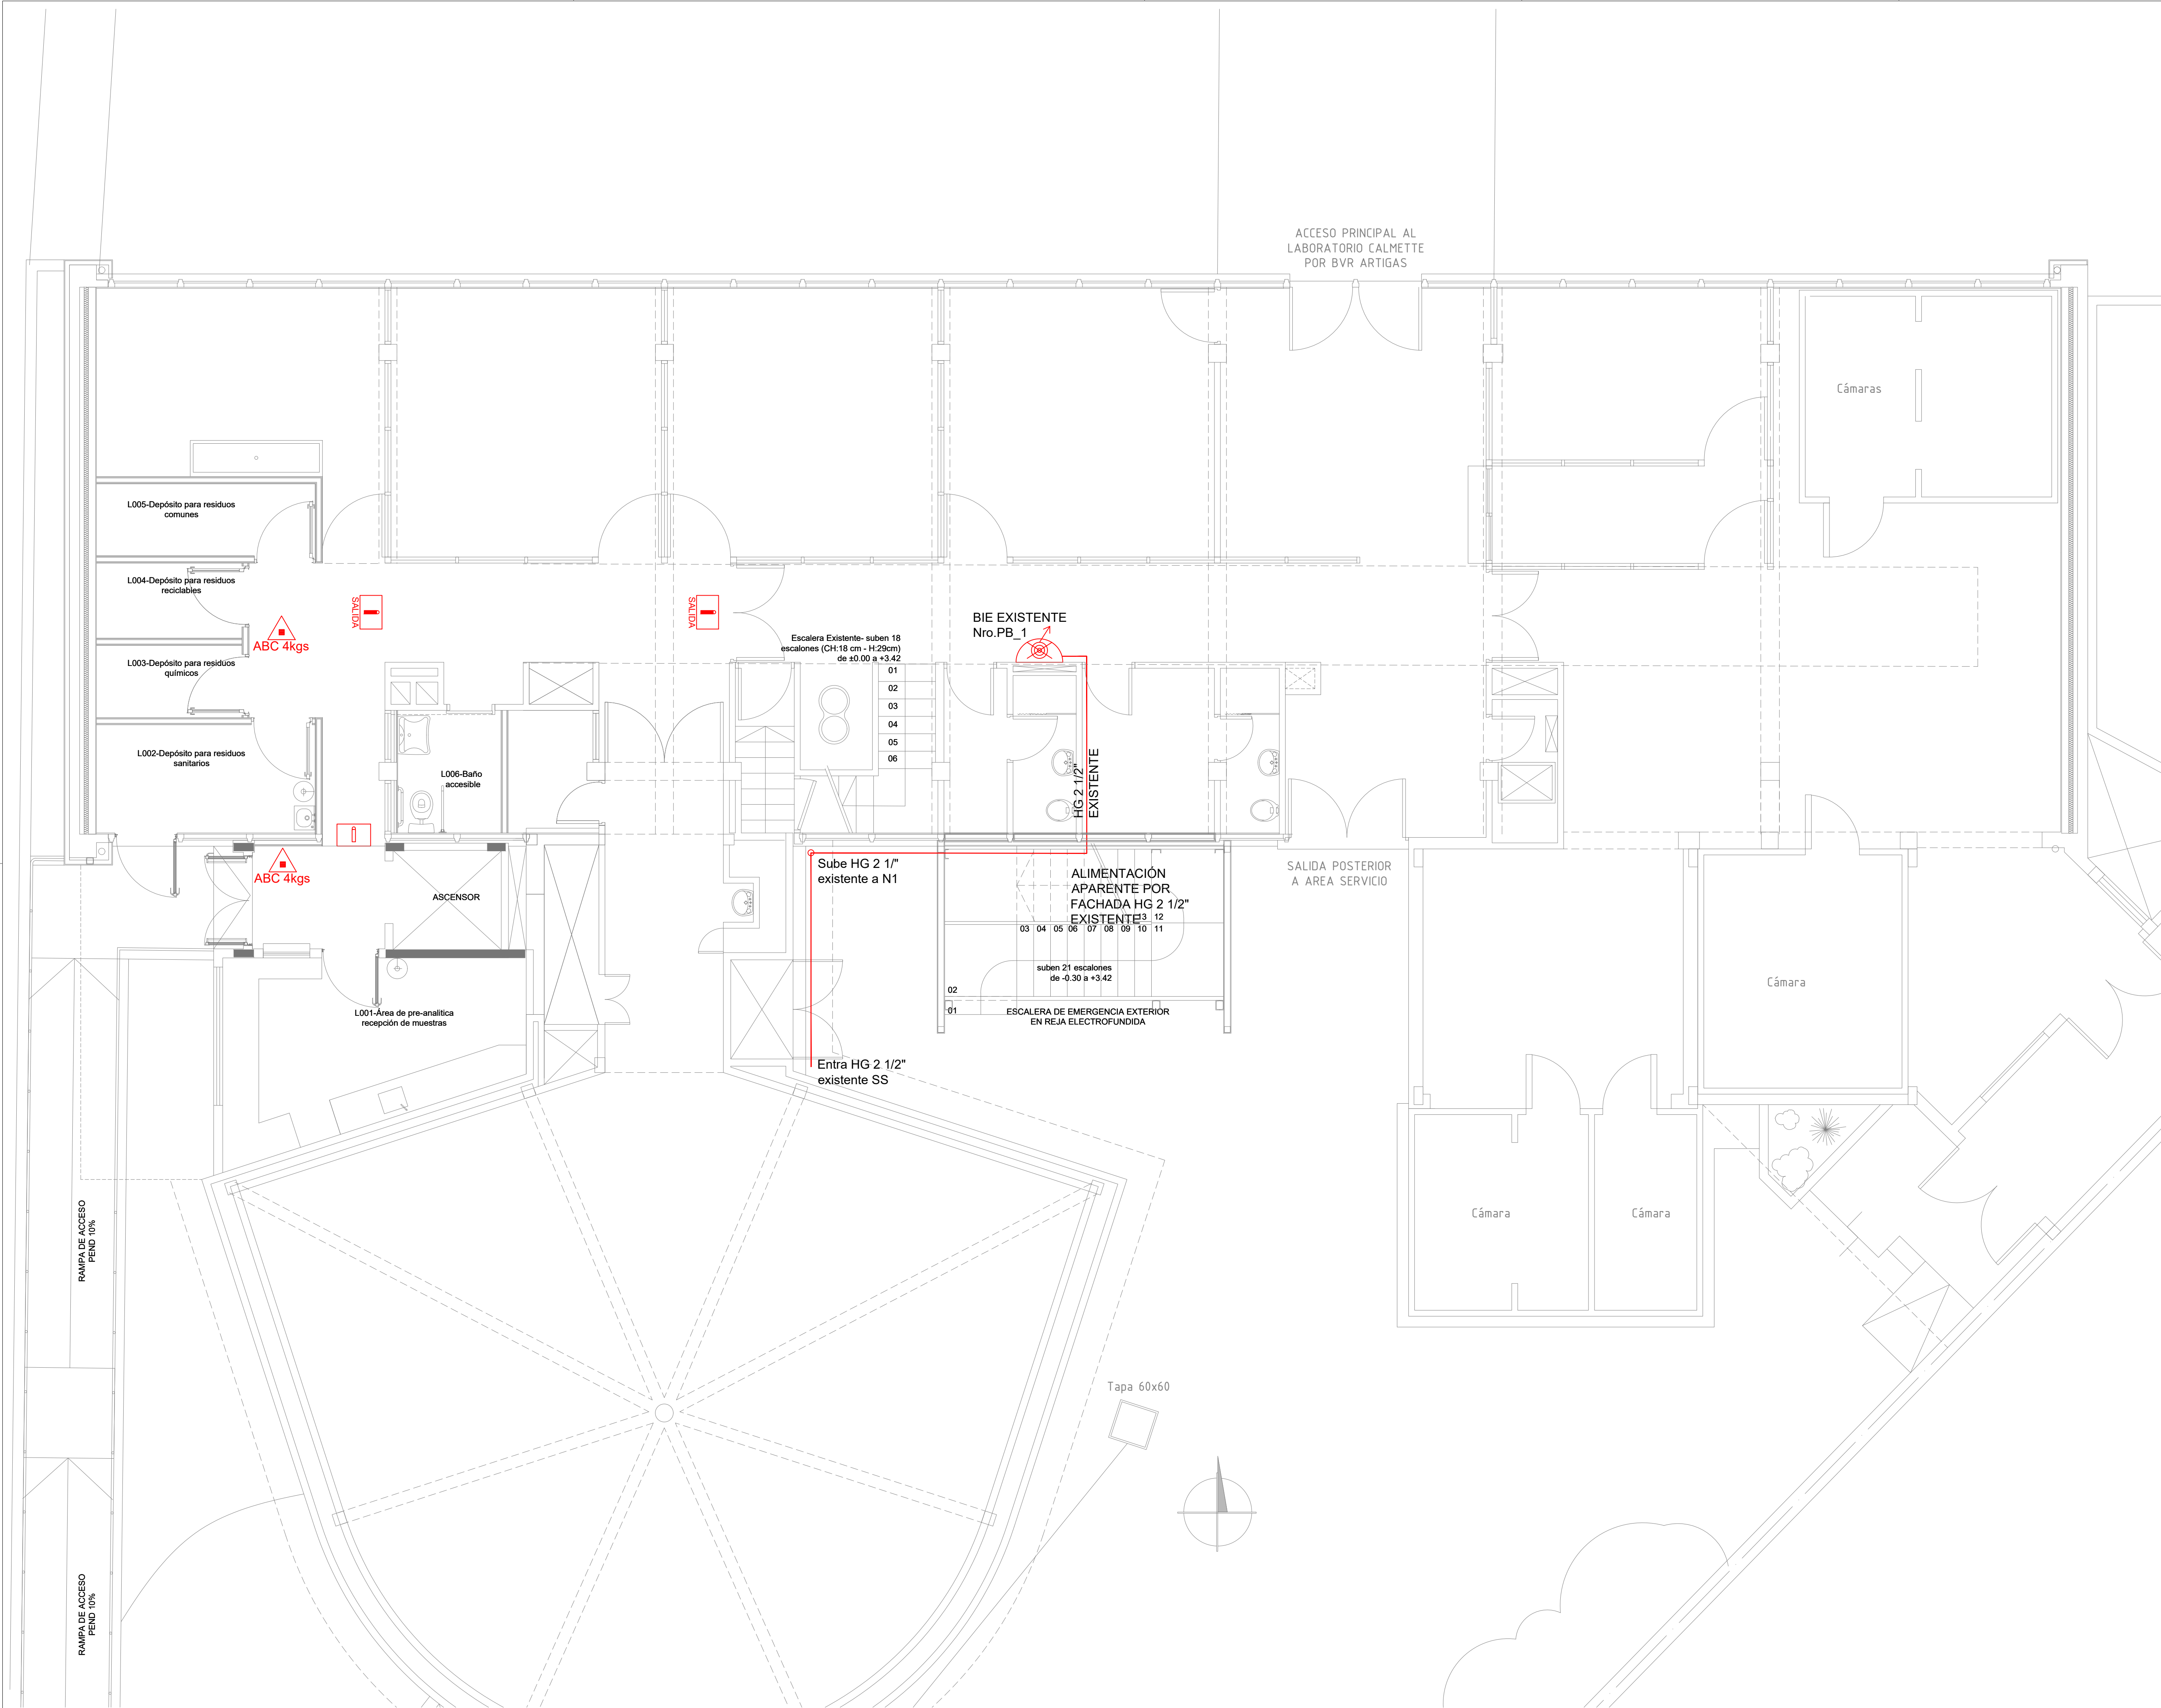 ACCESO PRINCIPAL AL
LABORATORIO CALMETTE
POR BVR ARTIGAS
Cámaras
L005-Depósito para residuos
comunes
L004-Depósito para residuos
reciclables
SALIDA
SALIDA
ABC 4kgs
BIE EXISTENTE
Nro.PB_1
Escalera Existente- suben 18
escalones (CH:18 cm - H:29cm)
de ±0.00 a +3.42
01
02
03
04
05
06
L003-Depósito para residuos
químicos
L002-Depósito para residuos
sanitarios
L006-Baño
accesible
HG 2 1/2"
EXISTENTE
ABC 4kgs
ASCENSOR
Sube HG 2 1/"
existente a N1
ALIMENTACIÓN
APARENTE POR
FACHADA HG 2 1/2"
EXISTENTE
13 12
03 04 05 06 07 08 09 10 11
suben 21 escalones
de -0.30 a +3.42
02
01
ESCALERA DE EMERGENCIA EXTERIOR
EN REJA ELECTROFUNDIDA
SALIDA POSTERIOR
A AREA SERVICIO
Cámara
L001-Área de pre-analitica
recepción de muestras
Entra HG 2 1/2"
existente SS
Cámara
Cámara
RAMPA DE ACCESO
PEND 10%
Tapa 60x60
RAMPA DE ACCESO
PEND 10%